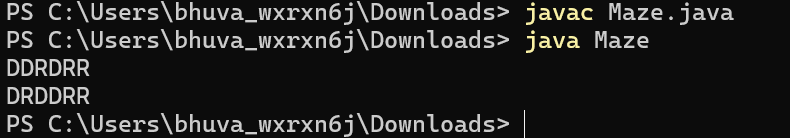 PS C:\Users\bhuva_wxrxn6j\Downloads> javac Maze.java
PS C:\Users\bhuva_wxrxn6j\Downloads> java Maze
DDRDRR
DRDDRR
PS C:\Users\bhuva_wxrxn6j\Downloads>